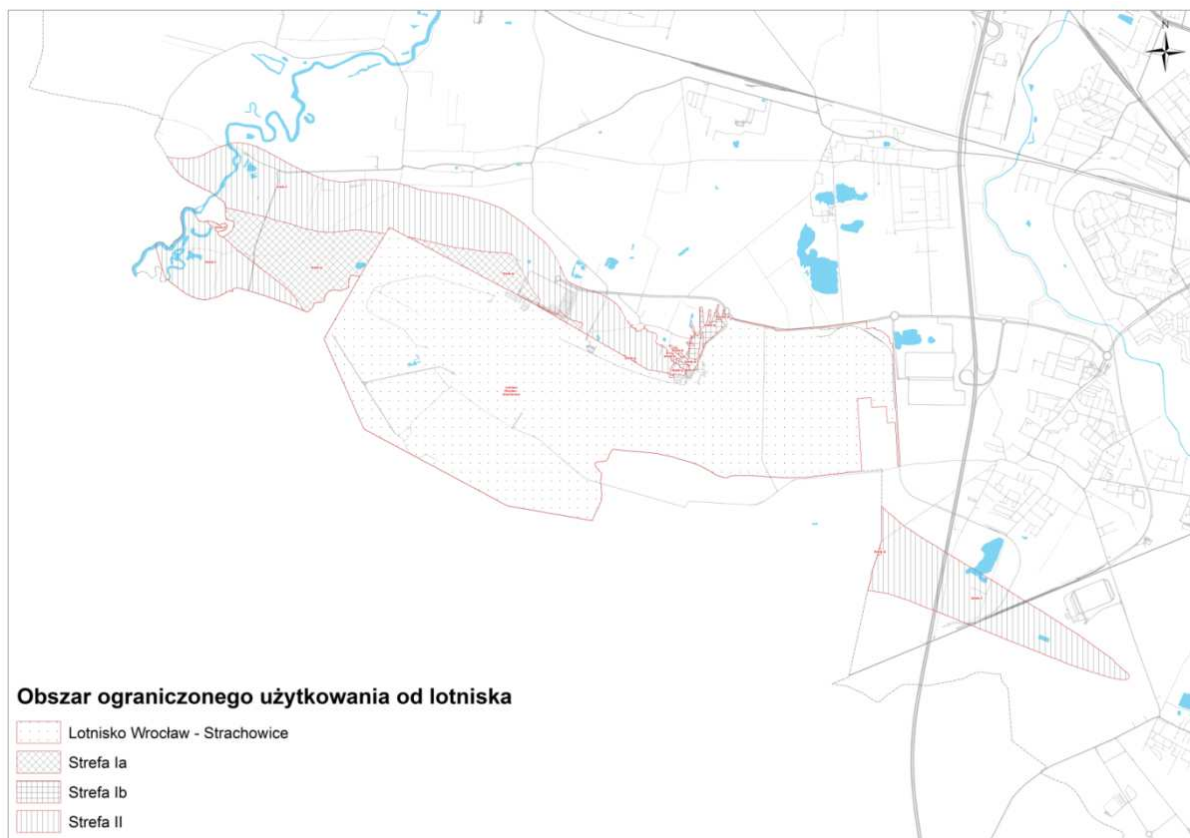 N
Obszar ograniczonego użytkowania od lotniska
Lotnisko Wrocław - Strachowice
Strefa Ia
Strefa Ib
Strefa II